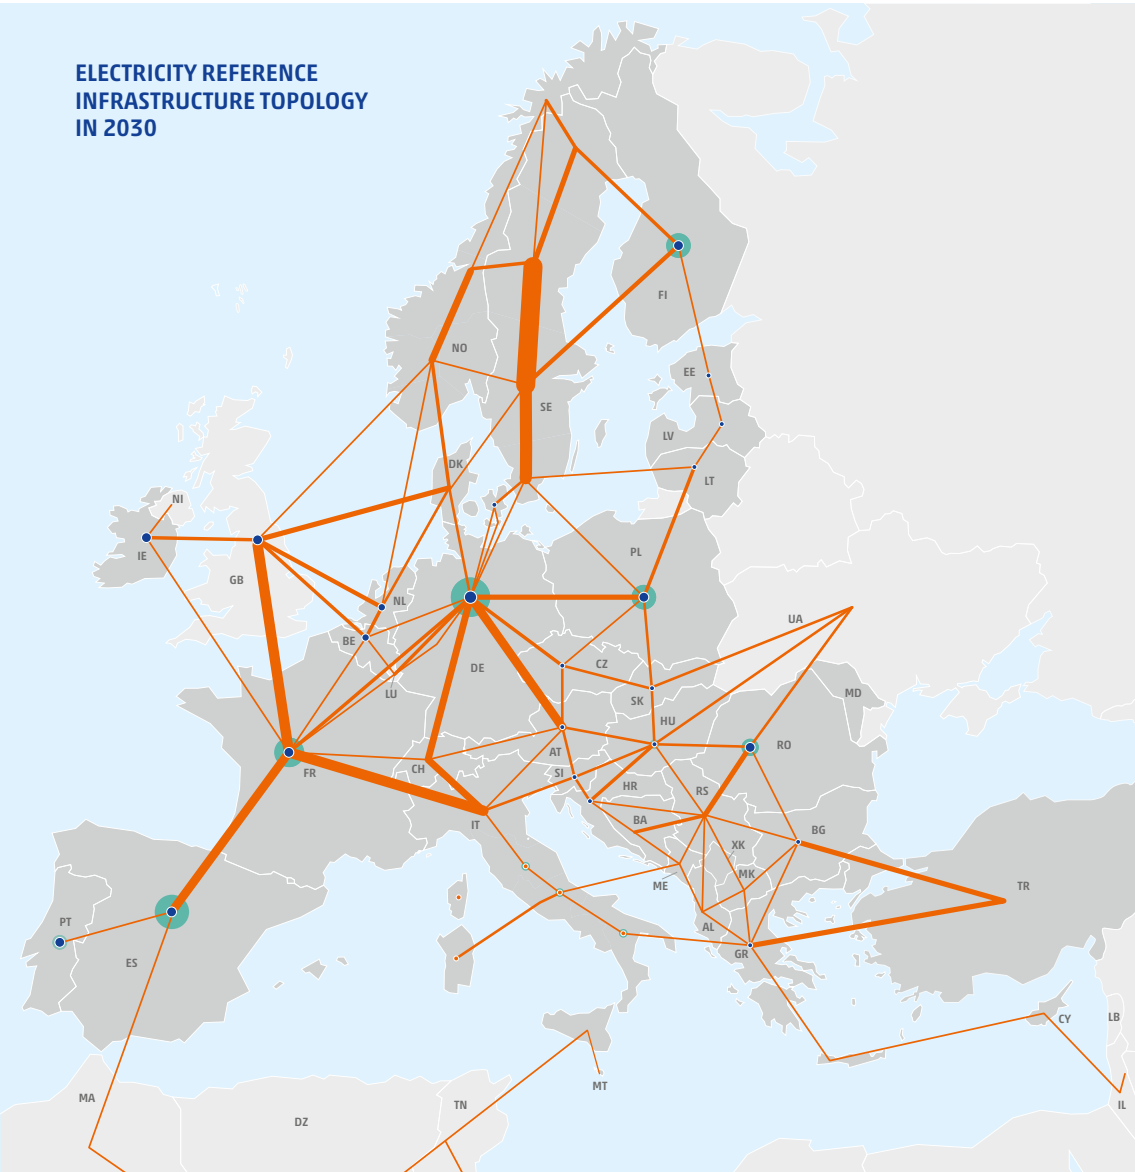 ELECTRICITY REFERENCE
INFRASTRUCTURE TOPOLOGY
IN 2030
FI
NO
EE
SE
LV
DK
LT
NI
PL
IE
GB
NL
UA
BE
DE
CZ
LU
SK
MD
HU
RO
AT
CH
SI
FR
HR
RS
BA
IT
BG
XK
MK
ME
TR
PT
AL
GR
ES
CY
LB
MT
MA
TN
IL
DZ